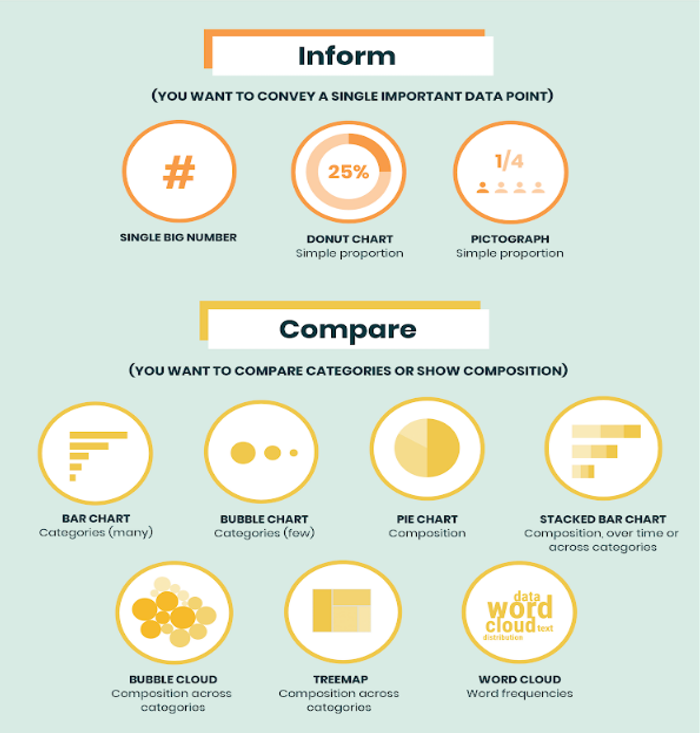 Inform
(YOU WANT TO CONVEY A SINGLE IMPORTANT DATA POINT)
#
25%
1/4
SINGLE BIG NUMBER
DONUT CHART
Simple proportion
PICTOGRAPH
Simple proportion
Compare
(YOU WANT TO COMPARE CATEGORIES OR SHOW COMPOSITION)
BAR CHART
Categories (many)
BUBBLE CHART
Categories (few)
PIE CHART
Composition
STACKED BAR CHART
Composition, over time or
across categories
data
word
cloud text
distribution
BUBBLE CLOUD
Composition across
categories
TREEMAP
Composition across
categories
WORD CLOUD
Word frequencies